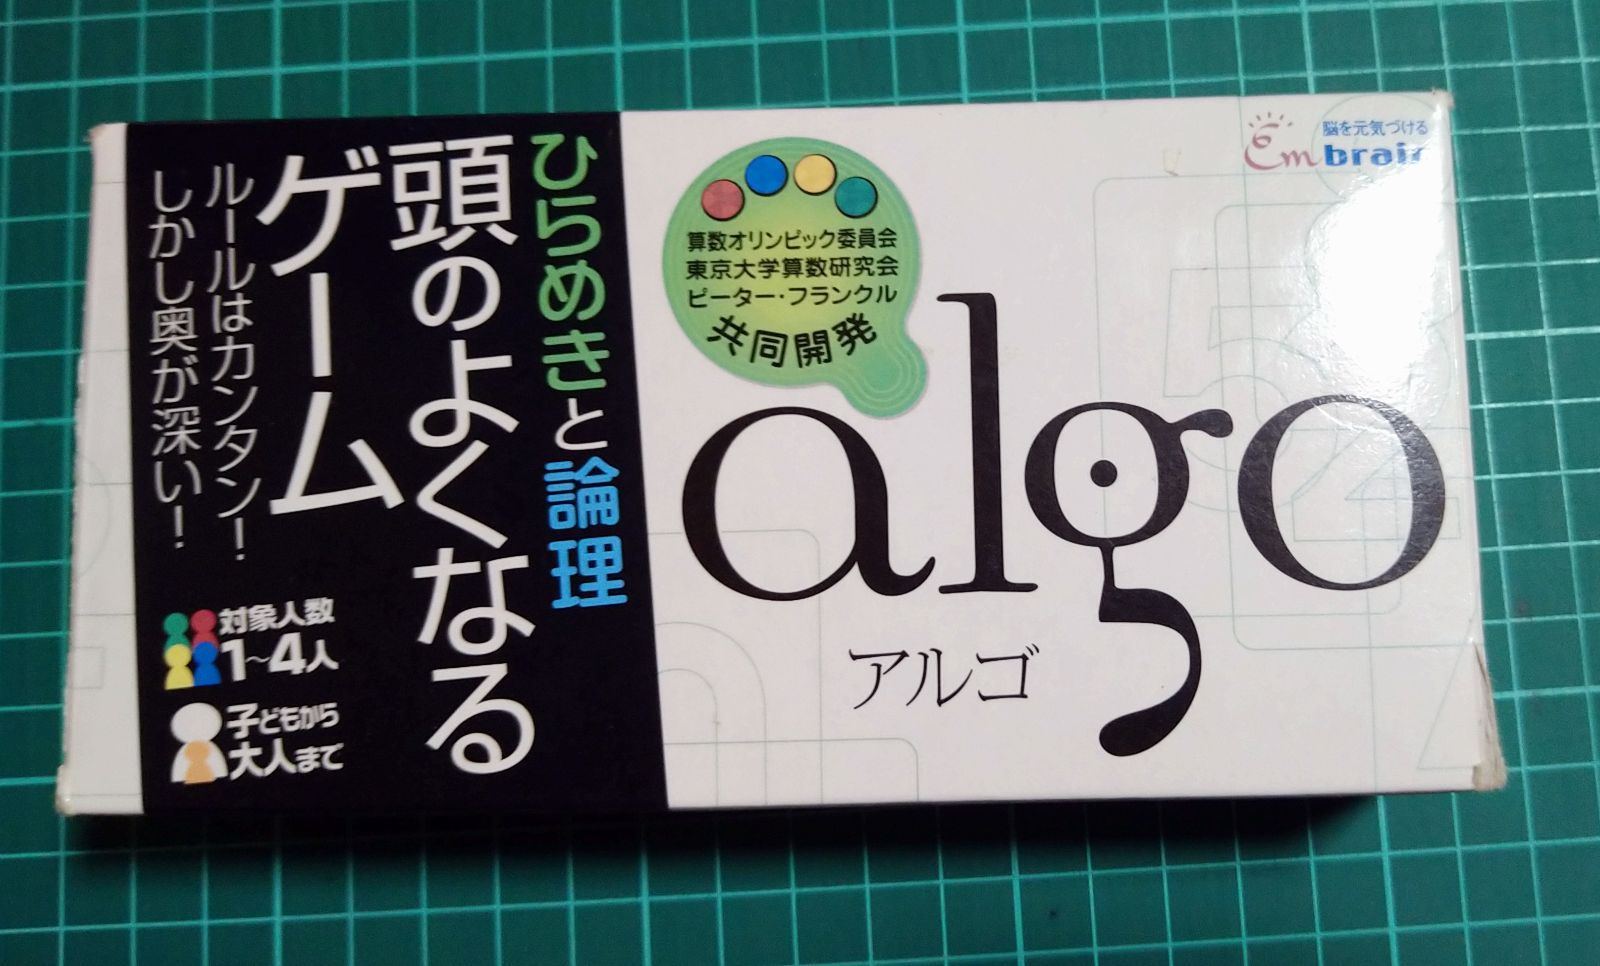 ひらめきと論理
頭のよくなる
ゲーム
ルールはカンタン！
しかし奥が深い！
対象人数
1～4人
子どもから
大人まで
算数オリンピック委員会
東京大学算数研究会
ピーター・フランクル
共同開発
脳を元気づける
Em brain
algo
アルゴ